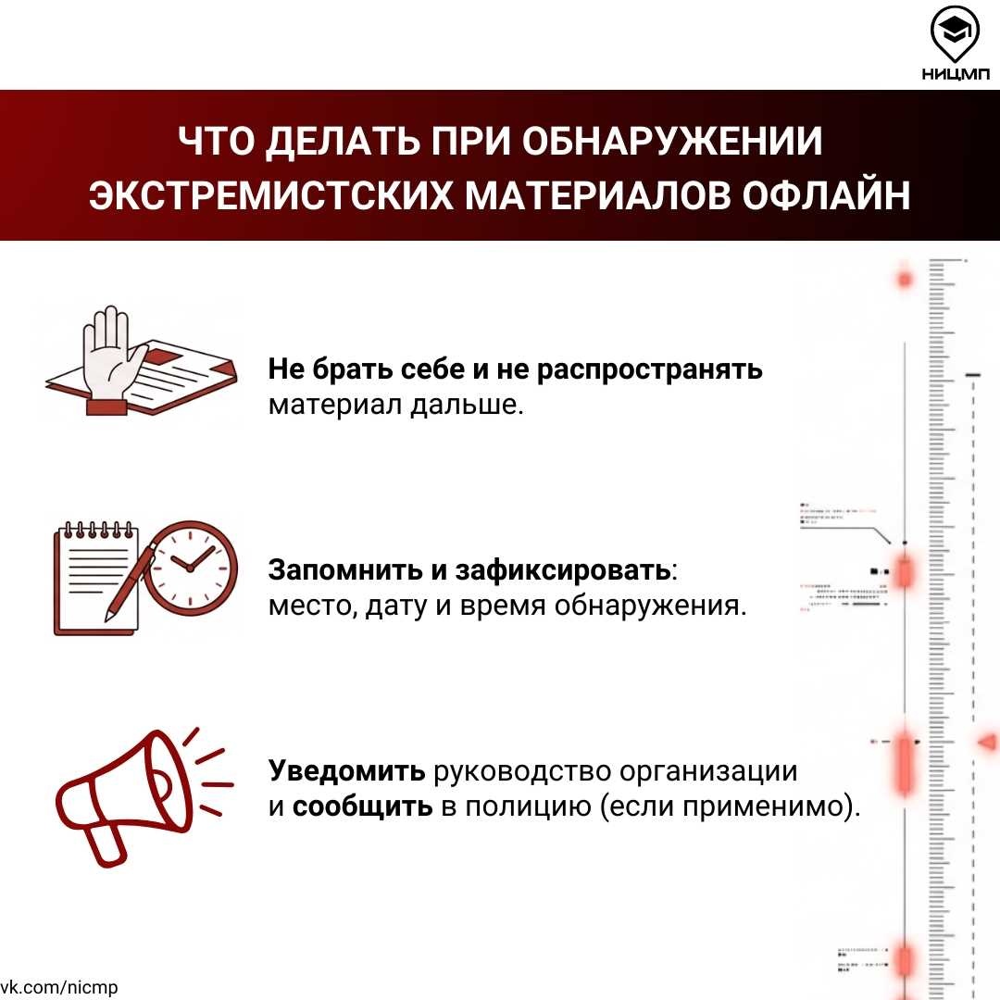 НИЦМП
ЧТО ДЕЛАТЬ ПРИ ОБНАРУЖЕНИИ
ЭКСТРЕМИСТСКИХ МАТЕРИАЛОВ ОФЛАЙН
Не брать себе и не распространять
материал дальше.
Запомнить и зафиксировать:
место, дату и время обнаружения.
Уведомить руководство организации
и сообщить в полицию (если применимо).
vk.com/nicmp